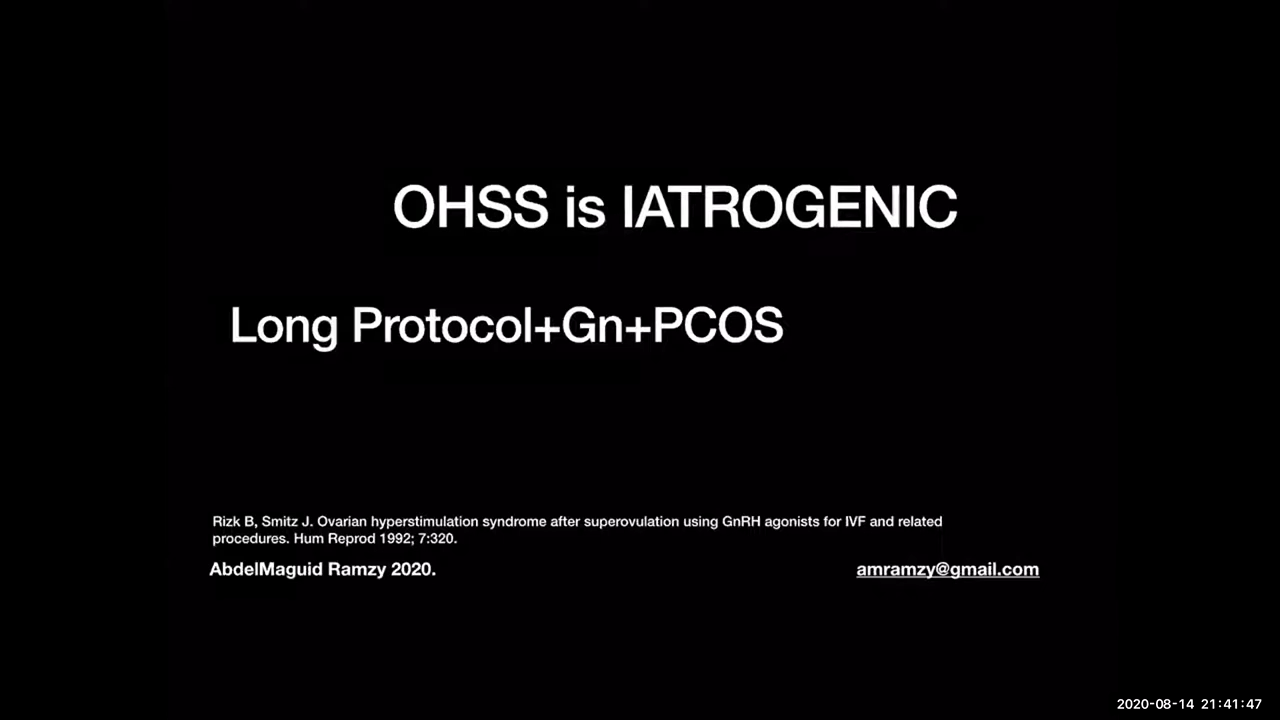 OHSS is IATROGENIC
Long Protocol+Gn+PCOS
Rizk B, Smitz J. Ovarian hyperstimulation syndrome after superovulation using GnRH agonists for IVF and related
procedures. Hum Reprod 1992; 7:320.
AbdelMaguid Ramzy 2020.
amramzy@gmail.com
2020-08-14 21:41:47